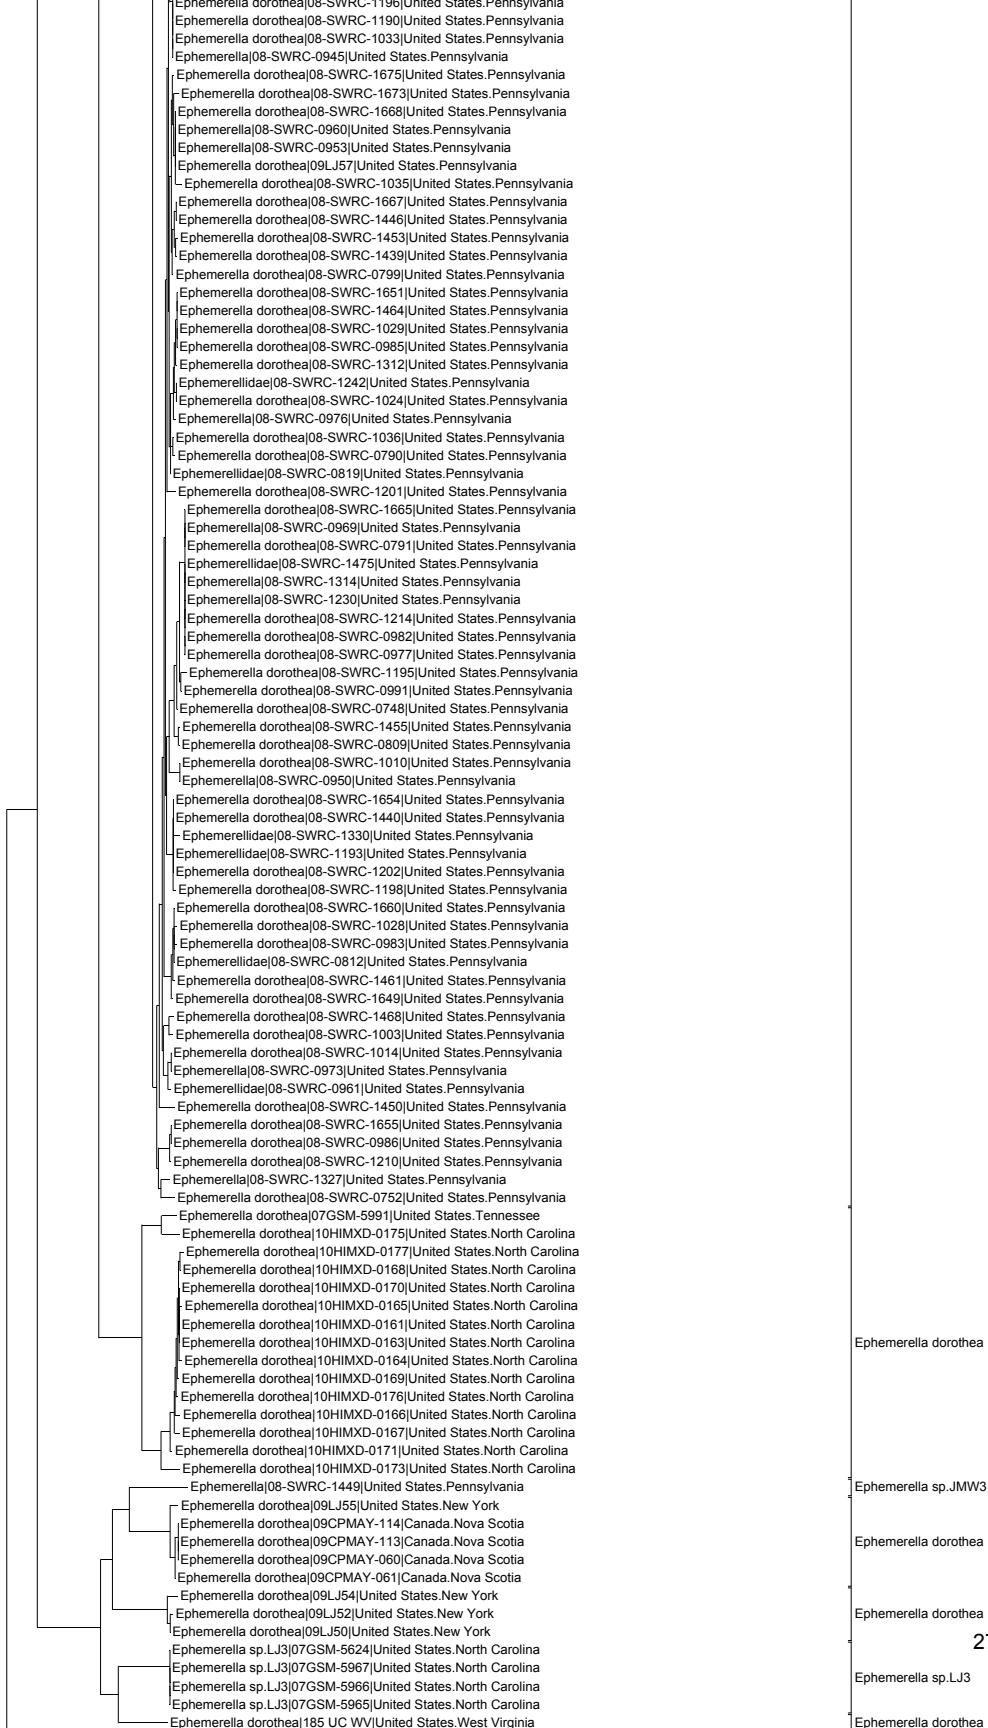 Ephemerella dorothea|08-SWRC-1196|United States.Pennsylvania
Ephemerella dorothea|08-SWRC-1190|United States.Pennsylvania
Ephemerella dorothea|08-SWRC-1033|United States.Pennsylvania
Ephemerella|08-SWRC-0945|United States.Pennsylvania
Ephemerella dorothea|08-SWRC-1675|United States.Pennsylvania
Ephemerella dorothea|08-SWRC-1673|United States.Pennsylvania
Ephemerella dorothea|08-SWRC-1668|United States.Pennsylvania
Ephemerella|08-SWRC-0960|United States.Pennsylvania
Ephemerella|08-SWRC-0953|United States.Pennsylvania
Ephemerella dorothea|09LJ57|United States.Pennsylvania
Ephemerella dorothea|08-SWRC-1035|United States.Pennsylvania
Ephemerella dorothea|08-SWRC-1667|United States.Pennsylvania
Ephemerella dorothea|08-SWRC-1446|United States.Pennsylvania
Ephemerella dorothea|08-SWRC-1453|United States.Pennsylvania
Ephemerella dorothea|08-SWRC-1439|United States.Pennsylvania
Ephemerella dorothea|08-SWRC-0799|United States.Pennsylvania
Ephemerella dorothea|08-SWRC-1651|United States.Pennsylvania
Ephemerella dorothea|08-SWRC-1464|United States.Pennsylvania
Ephemerella dorothea|08-SWRC-1029|United States.Pennsylvania
Ephemerella dorothea|08-SWRC-0985|United States.Pennsylvania
Ephemerella dorothea|08-SWRC-1312|United States.Pennsylvania
Ephemerellidae|08-SWRC-1242|United States.Pennsylvania
Ephemerella dorothea|08-SWRC-1024|United States.Pennsylvania
Ephemerella|08-SWRC-0976|United States.Pennsylvania
Ephemerella dorothea|08-SWRC-1036|United States.Pennsylvania
Ephemerella dorothea|08-SWRC-0790|United States.Pennsylvania
Ephemerellidae|08-SWRC-0819|United States.Pennsylvania
Ephemerella dorothea|08-SWRC-1201|United States.Pennsylvania
Ephemerella dorothea|08-SWRC-1665|United States.Pennsylvania
Ephemerella|08-SWRC-0969|United States.Pennsylvania
Ephemerella dorothea|08-SWRC-0791|United States.Pennsylvania
Ephemerellidae|08-SWRC-1475|United States.Pennsylvania
Ephemerella|08-SWRC-1314|United States.Pennsylvania
Ephemerella|08-SWRC-1230|United States.Pennsylvania
Ephemerella dorothea|08-SWRC-1214|United States.Pennsylvania
Ephemerella dorothea|08-SWRC-0982|United States.Pennsylvania
Ephemerella dorothea|08-SWRC-0977|United States.Pennsylvania
Ephemerella dorothea|08-SWRC-1195|United States.Pennsylvania
Ephemerella dorothea|08-SWRC-0991|United States.Pennsylvania
Ephemerella dorothea|08-SWRC-0748|United States.Pennsylvania
Ephemerella dorothea|08-SWRC-1455|United States.Pennsylvania
Ephemerella dorothea|08-SWRC-0809|United States.Pennsylvania
Ephemerella dorothea|08-SWRC-1010|United States.Pennsylvania
Ephemerella|08-SWRC-0950|United States.Pennsylvania
Ephemerella dorothea|08-SWRC-1654|United States.Pennsylvania
Ephemerella dorothea|08-SWRC-1440|United States.Pennsylvania
Ephemerellidae|08-SWRC-1330|United States.Pennsylvania
Ephemerellidae|08-SWRC-1193|United States.Pennsylvania
Ephemerella dorothea|08-SWRC-1202|United States.Pennsylvania
Ephemerella dorothea|08-SWRC-1198|United States.Pennsylvania
Ephemerella dorothea|08-SWRC-1660|United States.Pennsylvania
Ephemerella dorothea|08-SWRC-1028|United States.Pennsylvania
Ephemerella dorothea|08-SWRC-0983|United States.Pennsylvania
Ephemerellidae|08-SWRC-0812|United States.Pennsylvania
Ephemerella dorothea|08-SWRC-1461|United States.Pennsylvania
Ephemerella dorothea|08-SWRC-1649|United States.Pennsylvania
Ephemerella dorothea|08-SWRC-1468|United States.Pennsylvania
Ephemerella dorothea|08-SWRC-1003|United States.Pennsylvania
Ephemerella dorothea|08-SWRC-1014|United States.Pennsylvania
Ephemerella|08-SWRC-0973|United States.Pennsylvania
Ephemerellidae|08-SWRC-0961|United States.Pennsylvania
Ephemerella dorothea|08-SWRC-1450|United States.Pennsylvania
Ephemerella dorothea|08-SWRC-1655|United States.Pennsylvania
Ephemerella dorothea|08-SWRC-0986|United States.Pennsylvania
Ephemerella dorothea|08-SWRC-1210|United States.Pennsylvania
Ephemerella|08-SWRC-1327|United States.Pennsylvania
Ephemerella dorothea|08-SWRC-0752|United States.Pennsylvania
Ephemerella dorothea|07GSM-5991|United States.Tennessee
Ephemerella dorothea|10HIMXD-0175|United States.North Carolina
Ephemerella dorothea|10HIMXD-0177|United States.North Carolina
Ephemerella dorothea|10HIMXD-0168|United States.North Carolina
Ephemerella dorothea|10HIMXD-0170|United States.North Carolina
Ephemerella dorothea|10HIMXD-0165|United States.North Carolina
Ephemerella dorothea|10HIMXD-0161|United States.North Carolina
Ephemerella dorothea|10HIMXD-0163|United States.North Carolina
Ephemerella dorothea
Ephemerella dorothea|10HIMXD-0164|United States.North Carolina
Ephemerella dorothea|10HIMXD-0169|United States.North Carolina
Ephemerella dorothea|10HIMXD-0176|United States.North Carolina
Ephemerella dorothea|10HIMXD-0166|United States.North Carolina
Ephemerella dorothea|10HIMXD-0167|United States.North Carolina
Ephemerella dorothea|10HIMXD-0171|United States.North Carolina
Ephemerella dorothea|10HIMXD-0173|United States.North Carolina
Ephemerella|08-SWRC-1449|United States.Pennsylvania
Ephemerella sp.JMW3
Ephemerella dorothea|09LJ55|United States.New York
Ephemerella dorothea|09CPMAY-114|Canada.Nova Scotia
Ephemerella dorothea|09CPMAY-113|Canada.Nova Scotia
Ephemerella dorothea
Ephemerella dorothea|09CPMAY-060|Canada.Nova Scotia
Ephemerella dorothea|09CPMAY-061|Canada.Nova Scotia
Ephemerella dorothea|09LJ54|United States.New York
Ephemerella dorothea|09LJ52|United States.New York
Ephemerella dorothea
Ephemerella dorothea|09LJ50|United States.New York
Ephemerella sp.LJ3|07GSM-5624|United States.North Carolina
Ephemerella sp.LJ3|07GSM-5967|United States.North Carolina
Ephemerella sp.LJ3
Ephemerella sp.LJ3|07GSM-5966|United States.North Carolina
Ephemerella sp.LJ3|07GSM-5965|United States.North Carolina
Ephemerella dorothea|185 UC WV|United States.West Virginia
Ephemerella dorothea